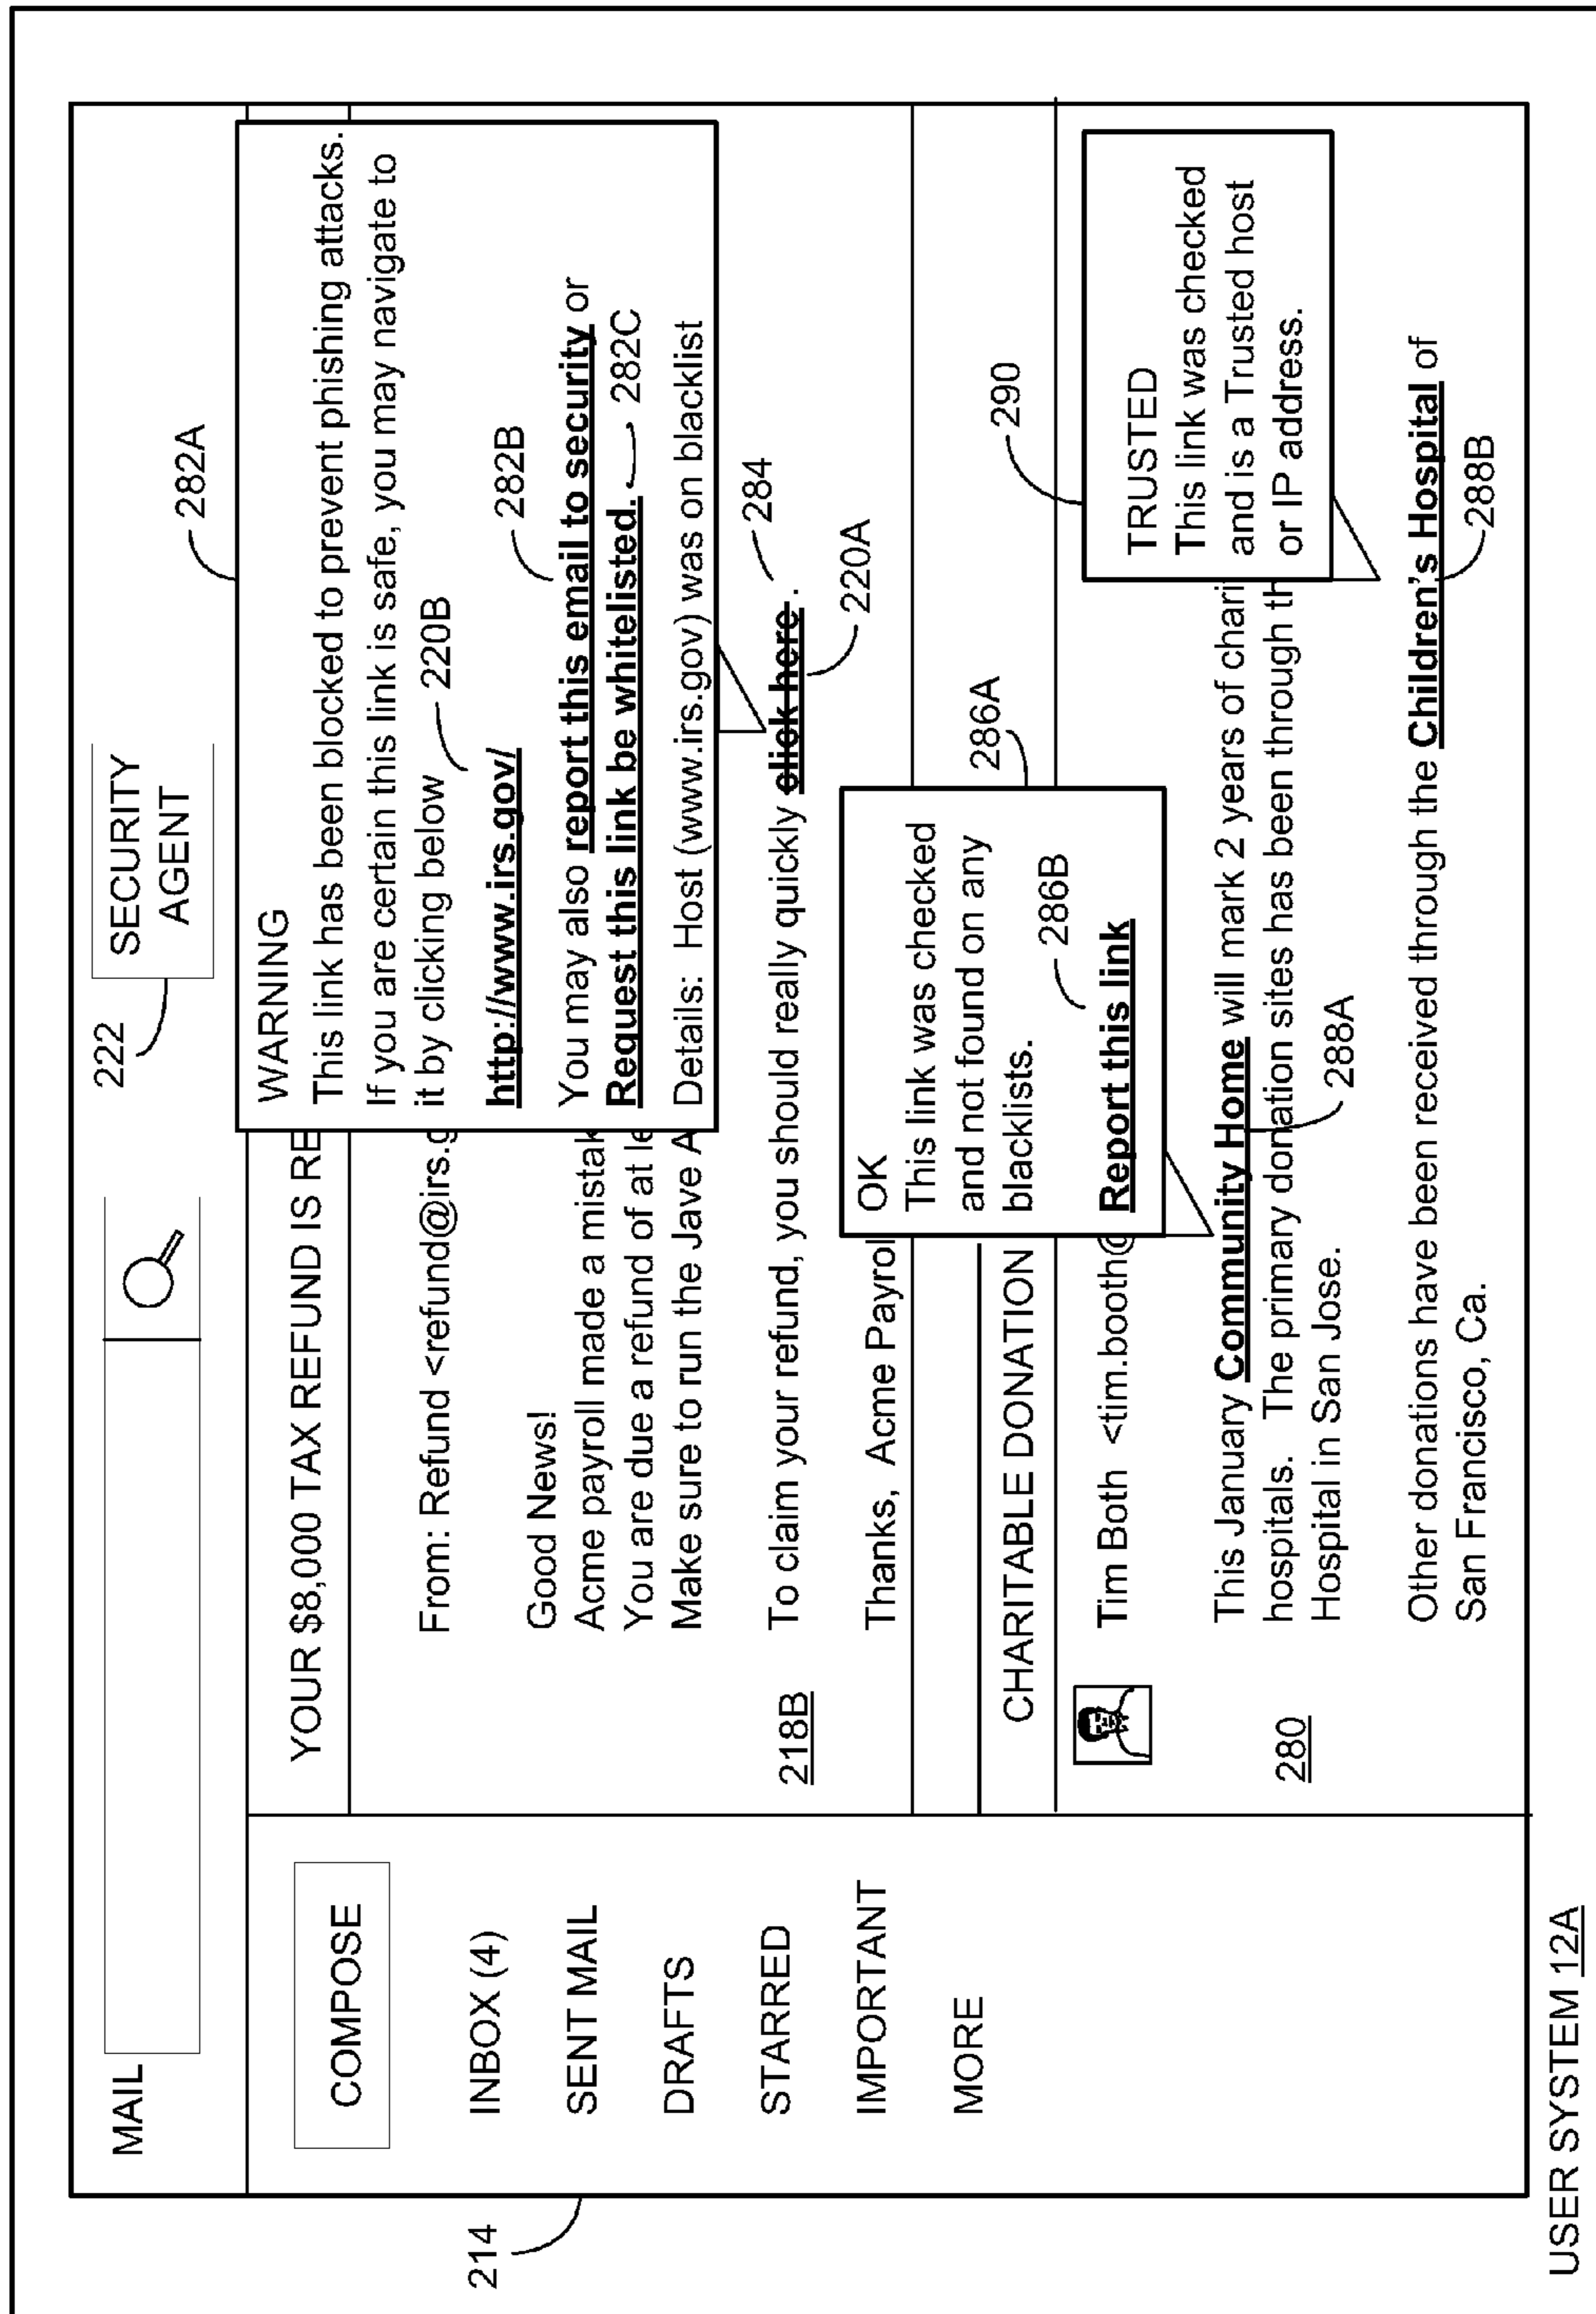 MAIL
222
SECURITY
AGENT
214
COMPOSE
INBOX (4)
SENT MAIL
DRAFTS
STARRED
IMPORTANT
MORE
YOUR $8,000 TAX REFUND IS RE
From: Refund <refund@irs.g
Good News!
Acme payroll made a mistak
You are due a refund of at le
Make sure to run the Jave A
218B
To claim your refund, you should really quickly click here.
284
220A
Thanks, Acme Payrol
282A
WARNING
This link has been blocked to prevent phishing attacks.
If you are certain this link is safe, you may navigate to
it by clicking below
220B
http://www.irs.gov/
282B
You may also report this email to security or
Request this link be whitelisted.
282C
Details: Host (www.irs.gov) was on blacklist
CHARITABLE DONATION
286A
OK
This link was checked
and not found on any
blacklists.
286B
Report this link
290
TRUSTED
This link was checked
and is a Trusted host
or IP address.
Tim Both <tim.booth@
280
This January Community Home will mark 2 years of chari
hospitals. The primary donation sites has been through th
Hospital in San Jose.
288A
Other donations have been received through the Children's Hospital of
San Francisco, Ca.
288B
USER SYSTEM 12A